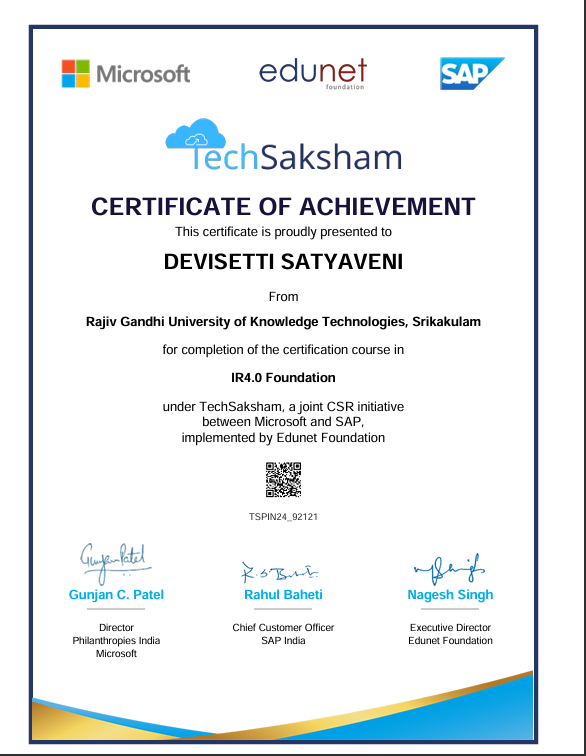 Microsoft
edunet
foundation
SAP
TechSaksham
CERTIFICATE OF ACHIEVEMENT
This certificate is proudly presented to
DEVISETTI SATYAVENI
From
Rajiv Gandhi University of Knowledge Technologies, Srikakulam
for completion of the certification course in
IR4.0 Foundation
under TechSaksham, a joint CSR initiative
between Microsoft and SAP,
implemented by Edunet Foundation
TSPIN24_92121
Gunjan Patel
Gunjan C. Patel
Rahul Baheti
Nagesh Singh
Director
Philanthropies India
Microsoft
Chief Customer Officer
SAP India
Executive Director
Edunet Foundation